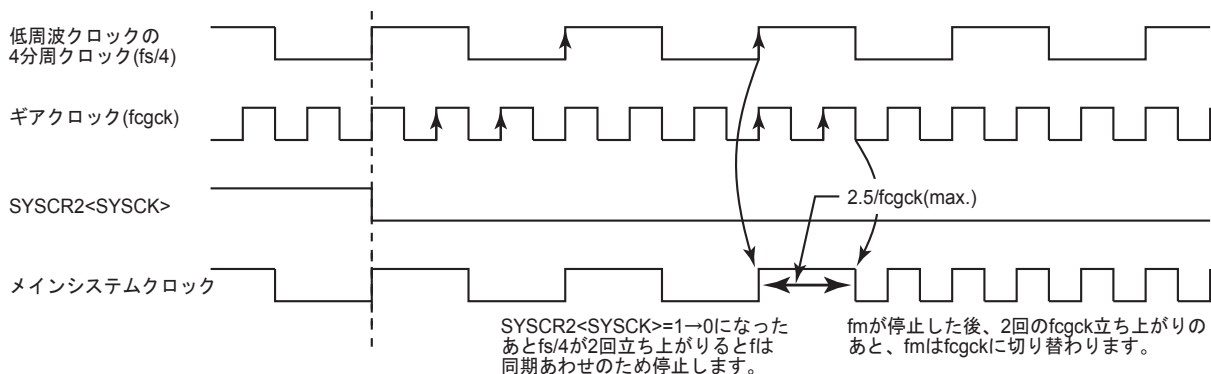 低周波クロックの
4分周クロック(fs/4)
ギアクロック(fcgck)
SYSCR2<SYSCK>
2.5/fcgck(max.)
メインシステムクロック
SYSCR2<SYSCK>=1→0になった
あとfs/4が2回立ち上がりるとfは
同期あわせのため停止します。
fmが停止した後、2回のfcgck立ち上がりの
あと、fmはfcgckに切り替わります。